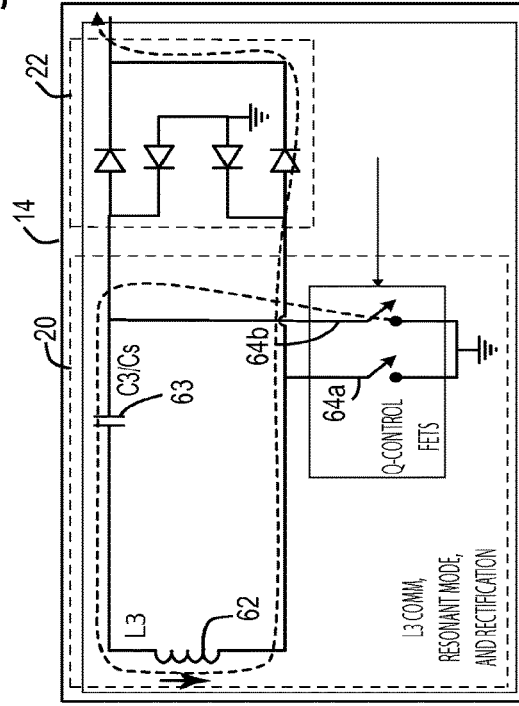 22
14
20
C3/Cs
63
64b
64a
Q-CONTROL
FETS
L3
62
L3 COMM,
RESONANT MODE,
AND RECTIFICATION